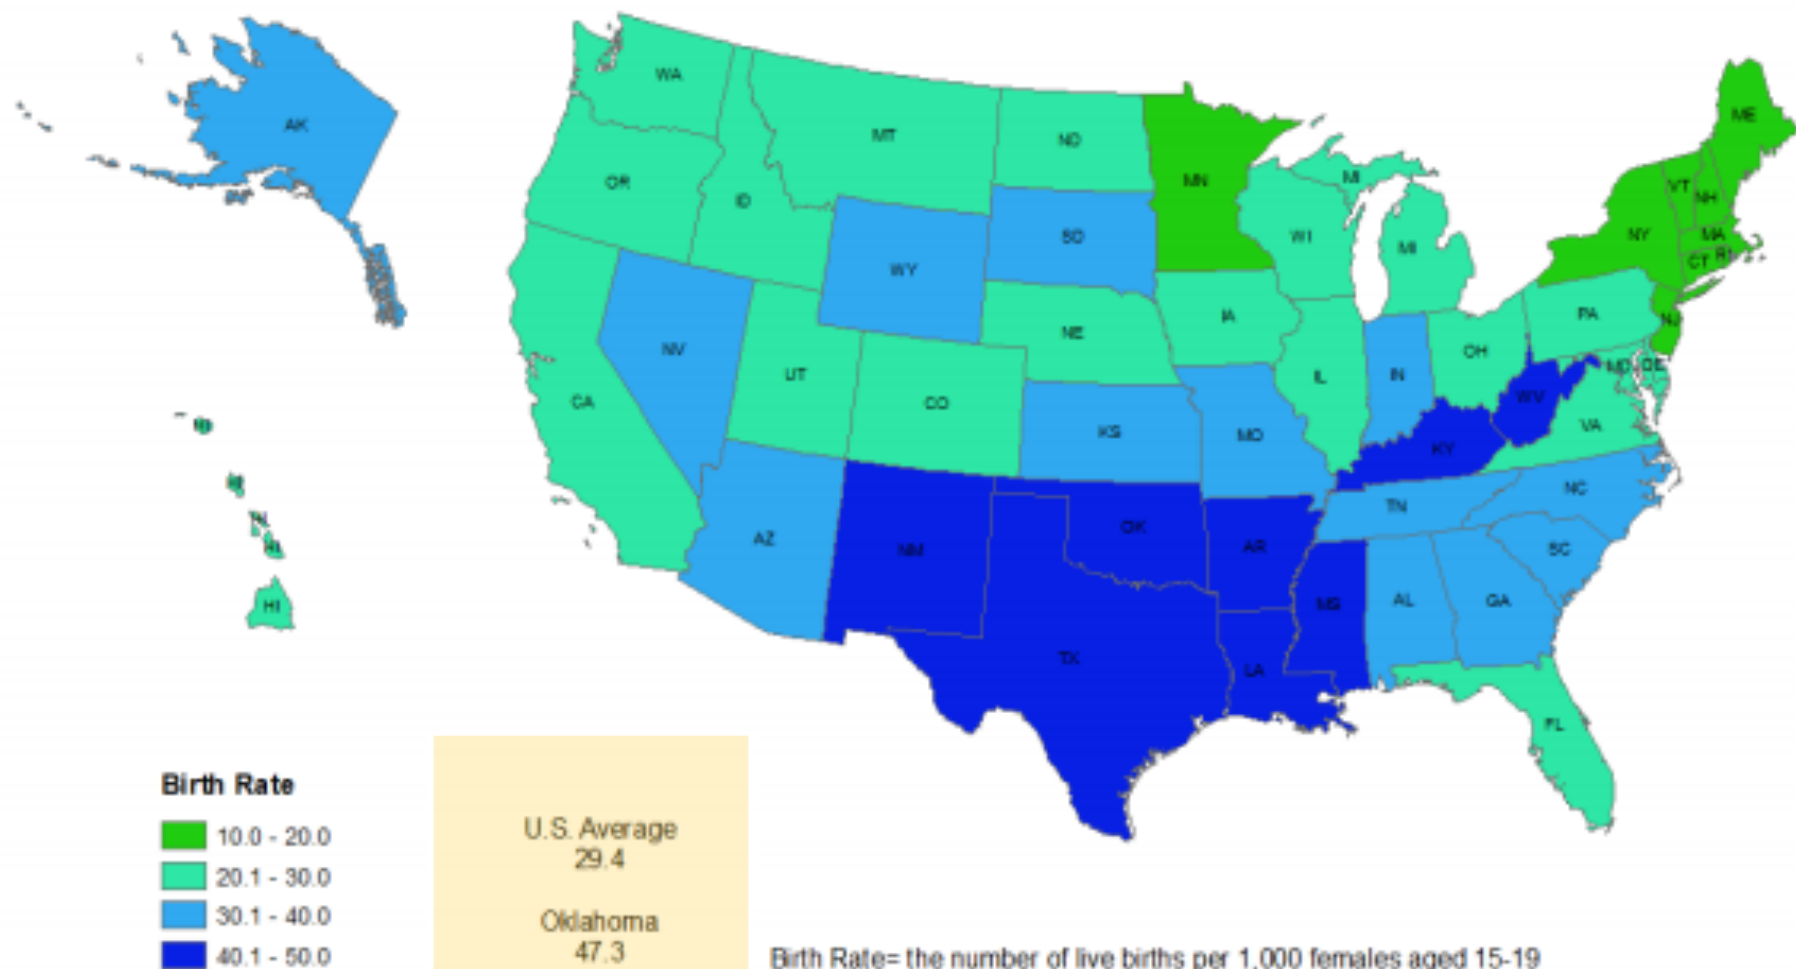 WA
ME
AK
MT
ND
VT
MN
MI
OR
NH
ID
NY
MA
SD
WI
MI
CT
RI
WY
PA
IA
NJ
NE
NV
OH
MD
DE
UT
IL
IN
CA
CO
WV
VA
KS
MO
KY
NC
TN
OK
AZ
NM
AR
SC
HI
HI
MS
AL
GA
TX
LA
FL
Birth Rate
10.0 - 20.0
20.1 - 30.0
30.1 - 40.0
40.1 - 50.0
U.S. Average
29.4
Oklahoma
47.3
Birth Rate= the number of live births per 1,000 females aged 15-19